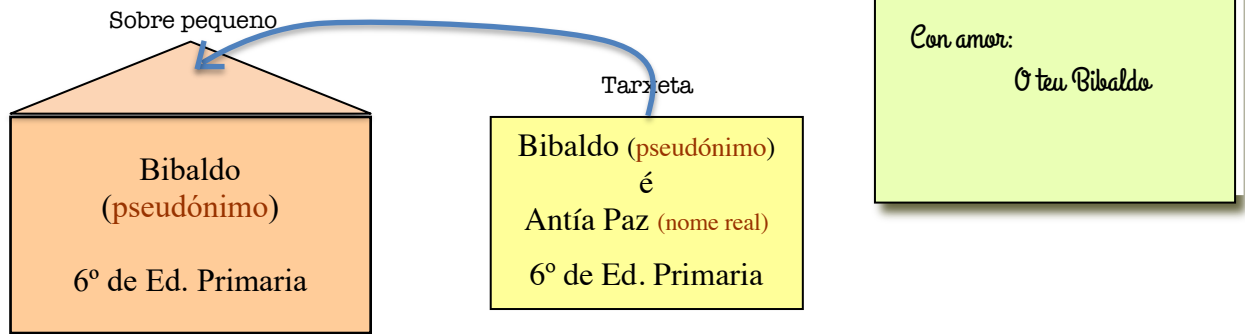 Sobre pequeno
Bibaldo
(pseudónimo)
6º de Ed. Primaria
Tarxeta
Bibaldo (pseudónimo)
é
Antía Paz (nome real)
6º de Ed. Primaria
Con amor:
O teu Bibaldo